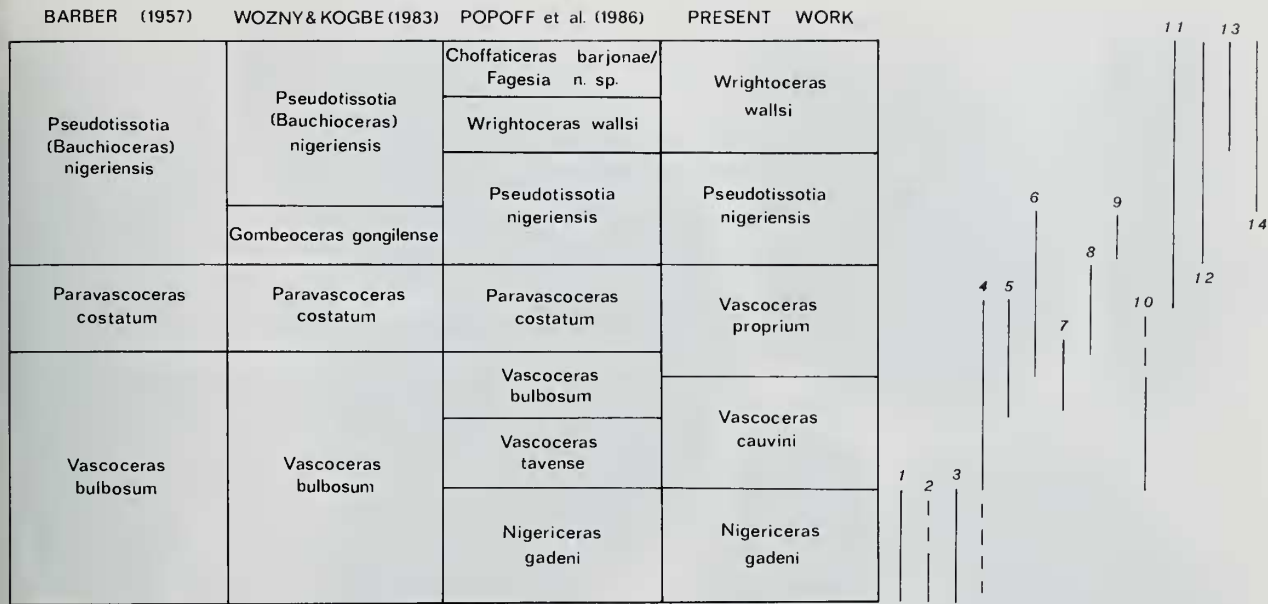 BARBER (1957) WOZNY & KOGBE (1983) POPOFF et al. (1986) PRESENT WORK
Pseudotissotia
(Bauchioceras)
nigeriensis
Paravascoceras
costatum
Vascoceras
bulbosum
Pseudotissotia
(Bauchioceras)
nigeriensis
Gombeoceras gongilense
Paravascoceras
costatum
Vascoceras
bulbosum
Choffaticeras barjonae/
Fagesia n. sp.
Wrightoceras wallsi
Pseudotissotia
nigeriensis
Paravascoceras
costatum
Vascoceras
bulbosum
Vascoceras
tavense
Nigericeras
gadeni
Wrightoceras
wallsi
Pseudotissotia
nigeriensis
Vascoceras
proprium
Vascoceras
cauvini
Nigericeras
gadeni
1
2
3
4
5
6
7
8
9
10
11
12
13
14